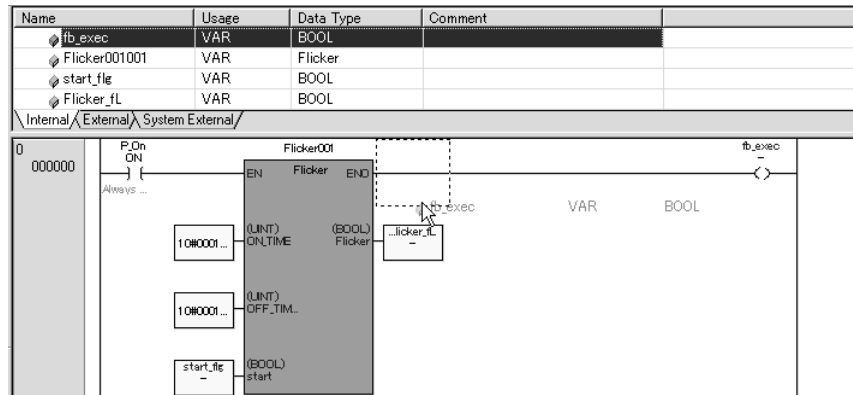 Name Usage Data Type Comment
fb_exec VAR BOOL
Flicker001001 VAR Flicker
start_flg VAR BOOL
Flicker_fL VAR BOOL
Internal External System External
0
000000
P_On
ON
Always ...
Flicker001
fb_exec
EN Flicker ENO
fb_exec VAR BOOL
(UINT) (BOOL)
10#0001... ON_TIME Flicker ...licker_fL
(UINT)
10#0001... OFF_TIM...
start_flg (BOOL)
start